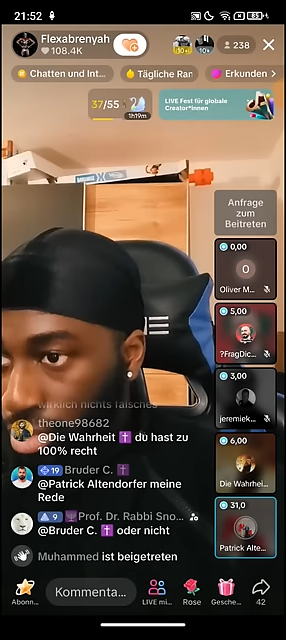 21:52
85
Flexabrenyah
108.4K
10+
238
Chatten und Int...
Tägliche Ran
Erkunden >
37/55
1h19m
LIVE Fest für globale
Creator*innen
Anfrage
zum
Beitreten
0,00
O
Oliver M...
5,00
?FragDic...
3,00
jeremiek...
6,00
Die Wahrhei...
31,0
Patrick Alte...
wirklich nichts falsches
theone98682
@Die Wahrheit ✝️ du hast zu
100% recht
19 Bruder C. ✝️
@Patrick Altendorfer meine
Rede
9 Prof. Dr. Rabbi Sno...
@Bruder C. ✝️ oder nicht
Muhammed ist beigetreten
Abonn...
Kommenta...
LIVE mi...
Rose
Gesche...
42